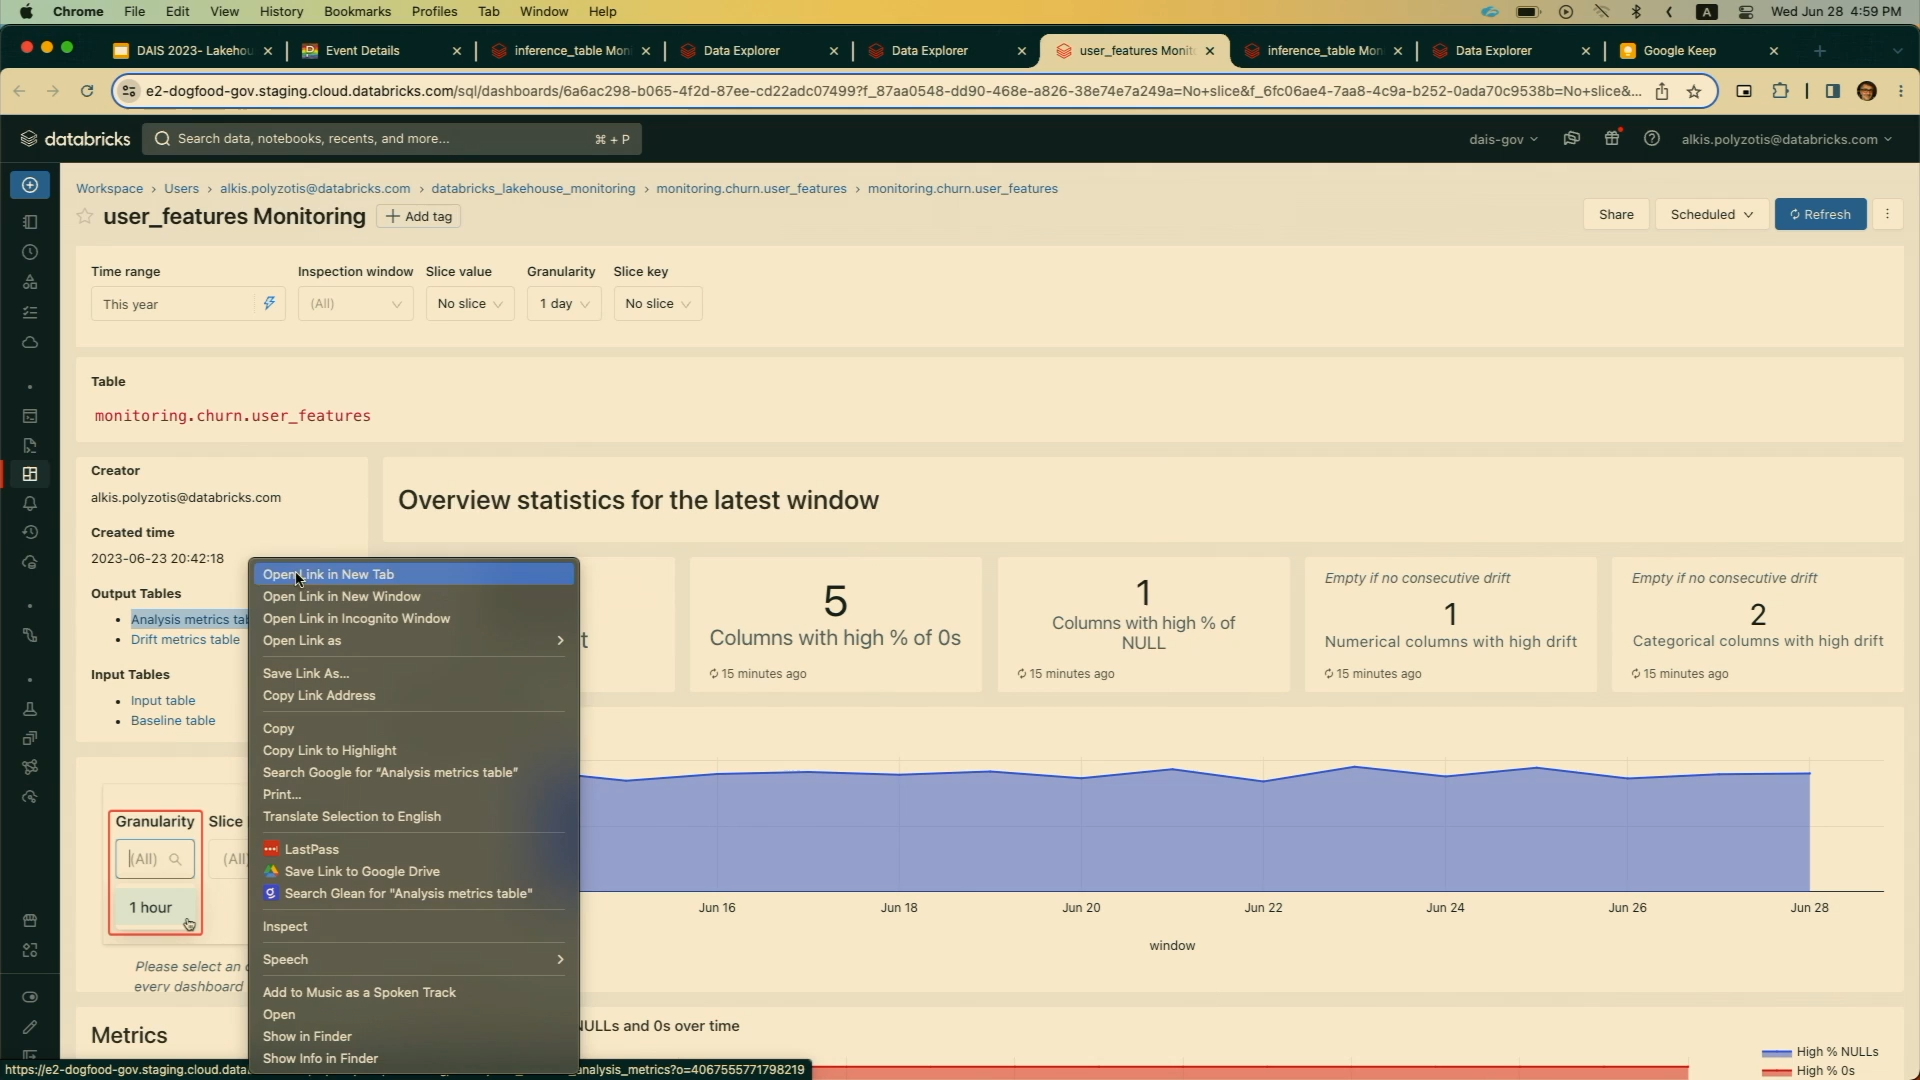 Chrome File Edit View History Bookmarks Profiles Tab Window Help
A Wed Jun 28 4:59 PM
DAIS 2023- Lakehou
Event Details
inference_table Mon
Data Explorer
Data Explorer
user_features Monit
inference_table Mon
Data Explorer
Google Keep
e2-dogfood-gov.staging.cloud.databricks.com/sql/dashboards/6a6ac298-b065-4f2d-87ee-cd22adc07499?f_87aa0548-dd90-468e-a826-38e74e7a249a=No+slice&f_6fc06ae4-7aa8-4c9a-b252-0ada70c9538b=No+slice&...
databricks
Search data, notebooks, recents, and more... ⌘ + P
dais-gov
alkis.polyzotis@databricks.com
Workspace > Users > alkis.polyzotis@databricks.com > databricks_lakehouse_monitoring > monitoring.churn.user_features > monitoring.churn.user_features
user_features Monitoring
+ Add tag
Share
Scheduled
Refresh
Time range
This year
Inspection window
(All)
Slice value
No slice
Granularity
1 day
Slice key
No slice
Table
monitoring.churn.user_features
Creator
alkis.polyzotis@databricks.com
Created time
2023-06-23 20:42:18
Output Tables
• Analysis metrics tab
• Drift metrics table
Input Tables
• Input table
• Baseline table
Granularity Slice
(All) (All)
1 hour
Please select an
every dashboard
Metrics
Open Link in New Tab
Open Link in New Window
Open Link in Incognito Window
Open Link as
Save Link As...
Copy Link Address
Copy
Copy Link to Highlight
Search Google for “Analysis metrics table”
Print...
Translate Selection to English
LastPass
Save Link to Google Drive
Search Glean for "Analysis metrics table"
Inspect
Speech
Add to Music as a Spoken Track
Open
Show in Finder
Show Info in Finder
Overview statistics for the latest window
t
5
Columns with high % of 0s
15 minutes ago
1
Columns with high % of
NULL
15 minutes ago
Empty if no consecutive drift
1
Numerical columns with high drift
15 minutes ago
Empty if no consecutive drift
2
Categorical columns with high drift
15 minutes ago
Jun 16 Jun 18 Jun 20 Jun 22 Jun 24 Jun 26 Jun 28
window
NULLs and 0s over time
High % NULLs
High % 0s
https://e2-dogfood-gov.staging.cloud.data
analysis_metrics?o=4067555771798219